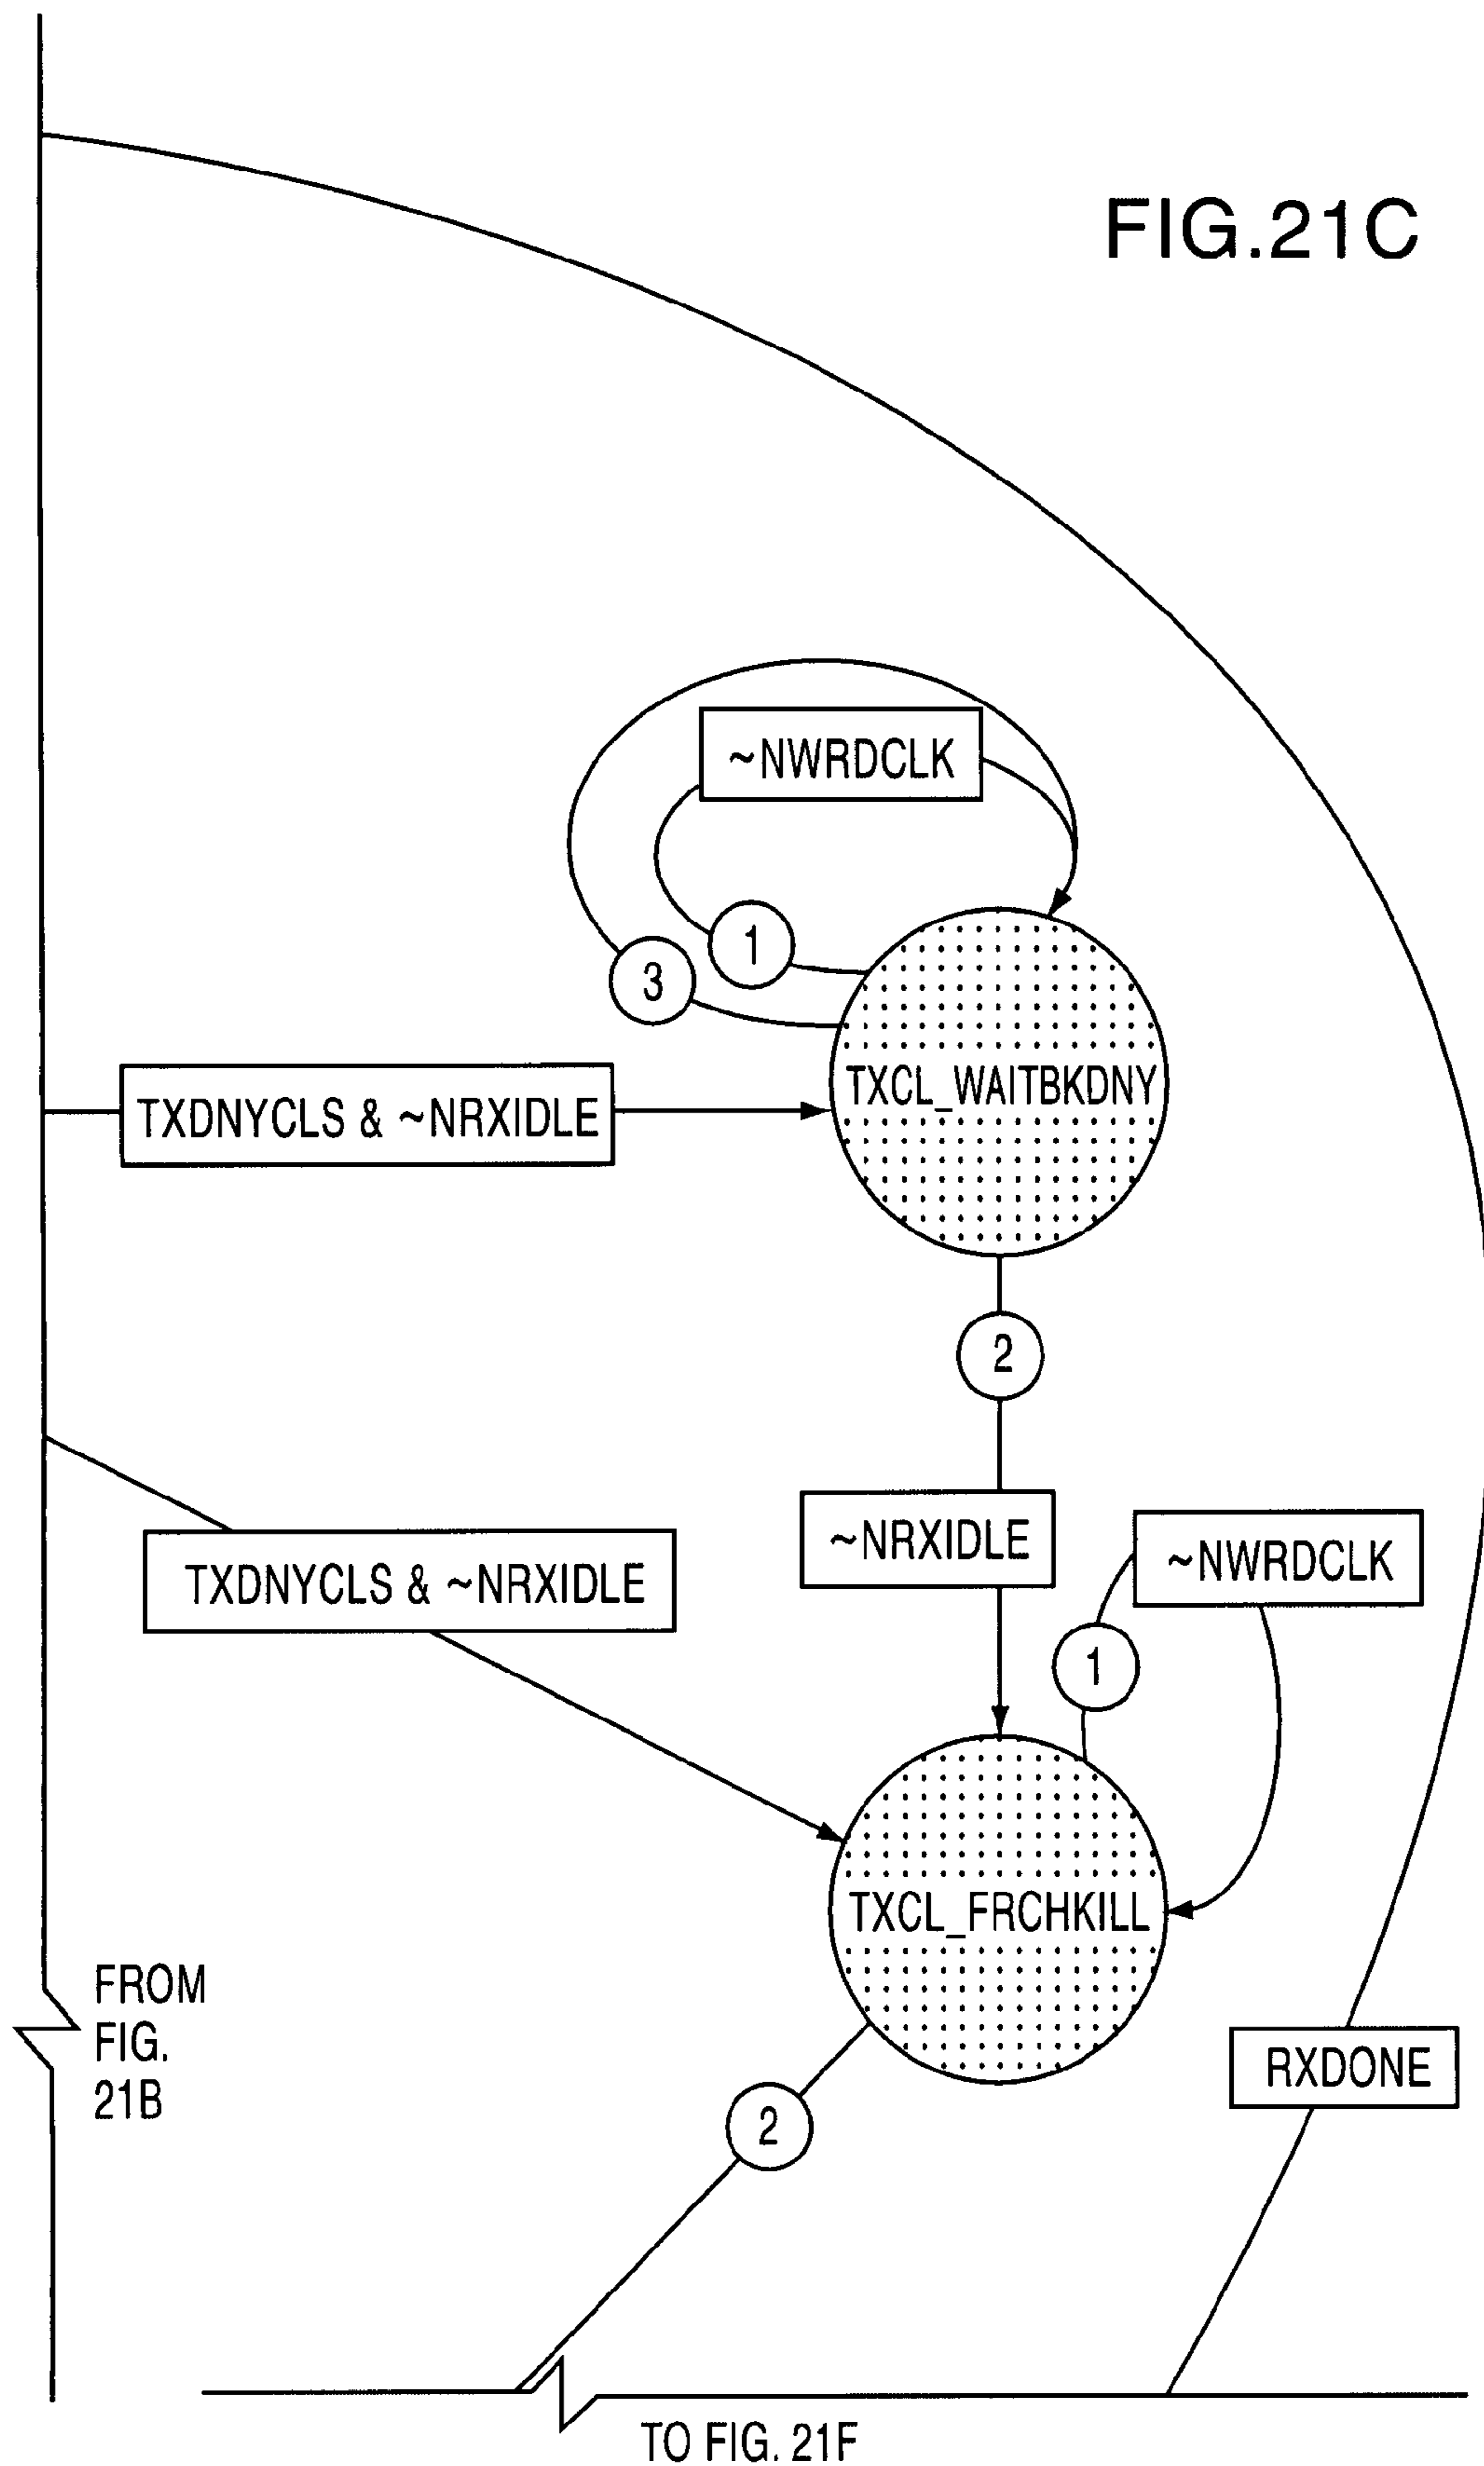 FIG.21C
~NWRDCLK
1
3
TXCL_WAITBKDNY
TXDNYCLS & ~NRXIDLE
2
~NRXIDLE
~NWRDCLK
TXDNYCLS & ~NRXIDLE
1
TXCL_FRCHKILL
FROM
FIG.
21B
RXDONE
2
TO FIG. 21F